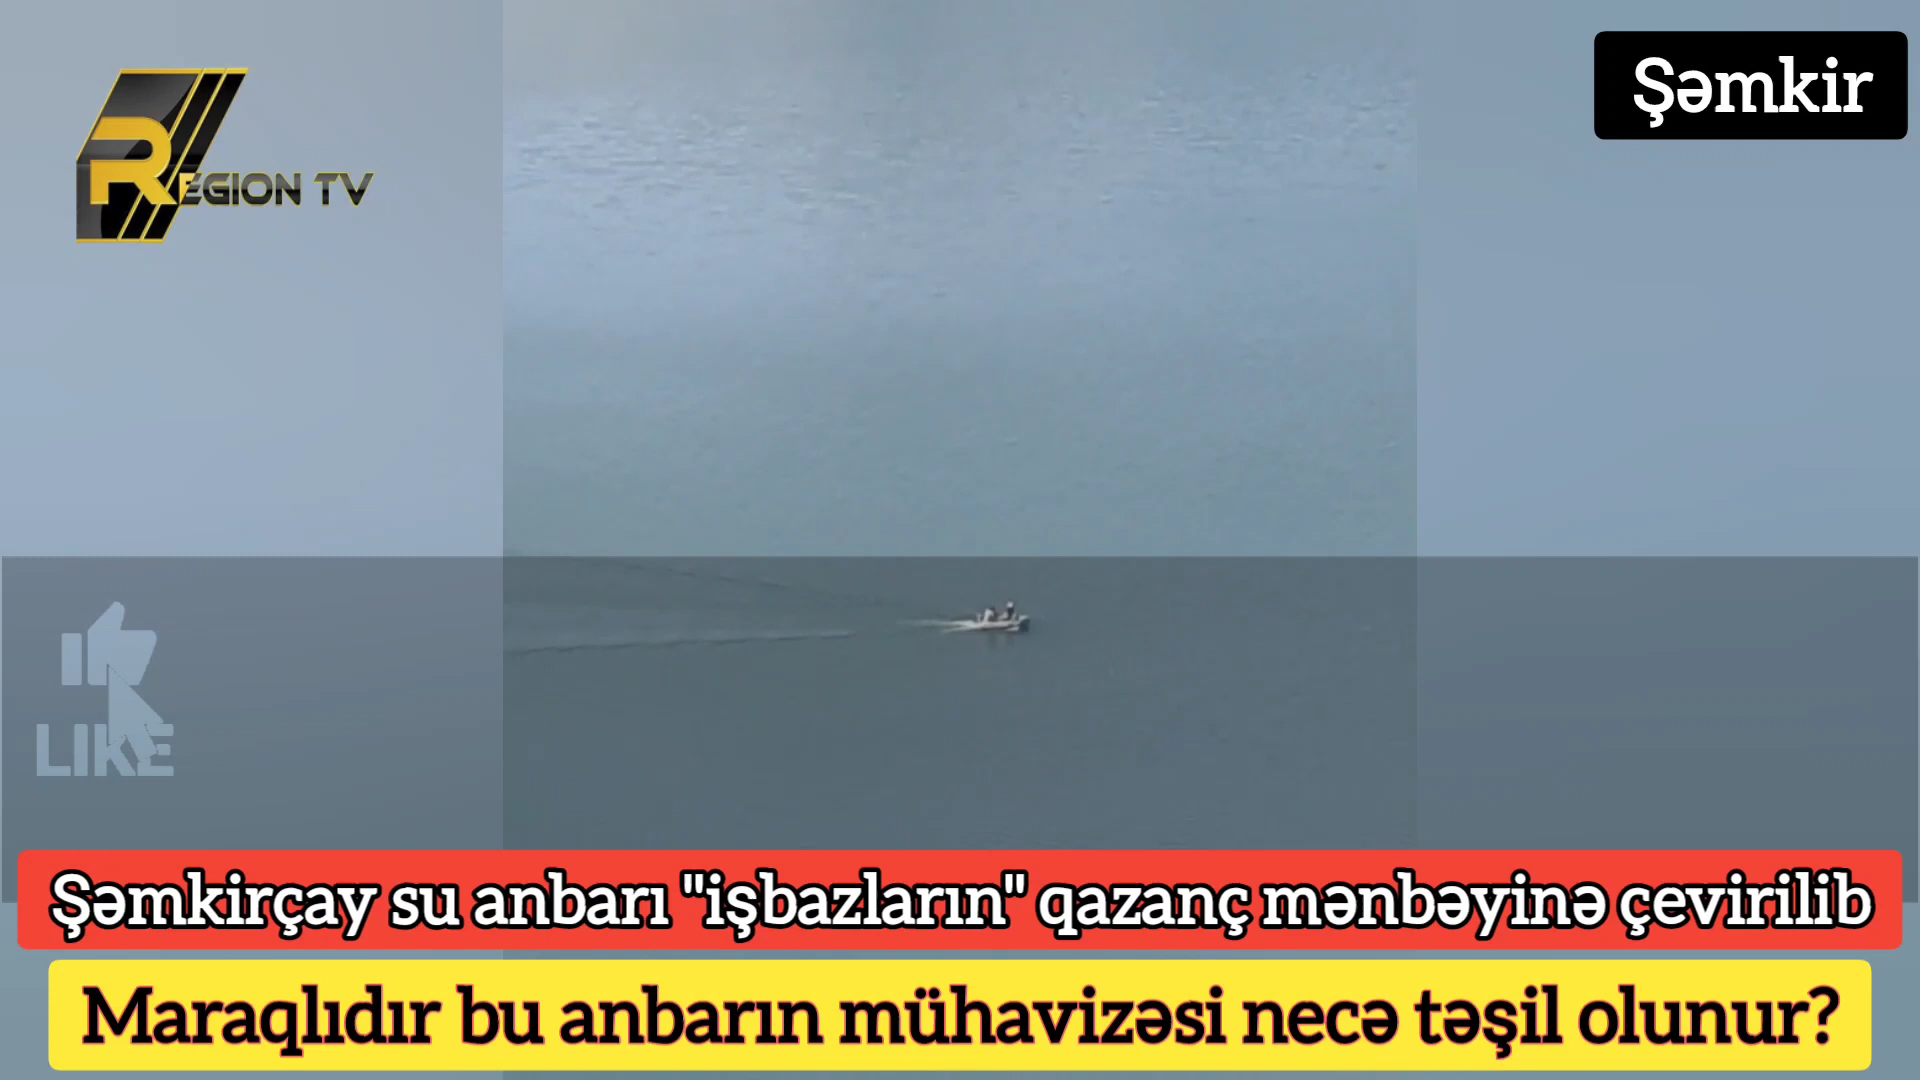 REGION TV
Şəmkir
LIKE
Şəmkirçay su anbarı "işbazların" qazanç mənbəyinə çevirilib
Maraqlıdır bu anbarın mühavizəsi necə təşil olunur?